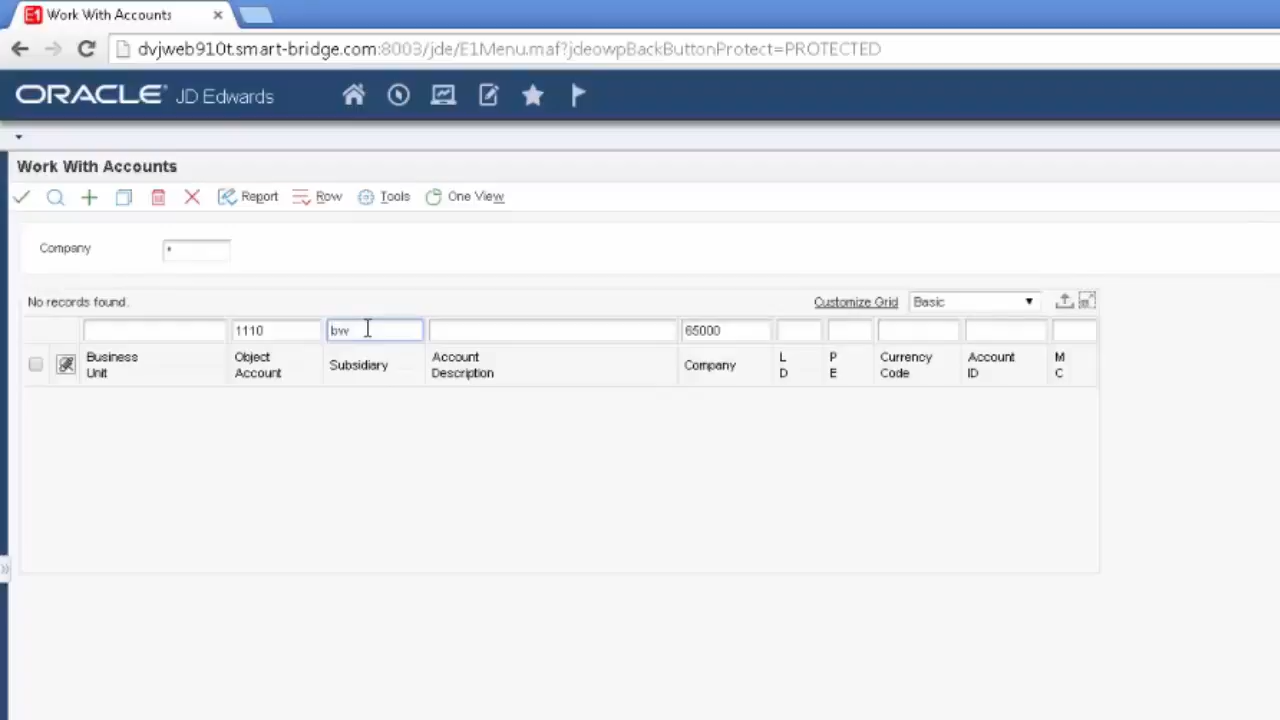 E1 Work With Accounts ×
dvjweb910t.smart-bridge.com:8003/jde/E1Menu.maf?jdeowpBackButtonProtect=PROTECTED
ORACLE JD Edwards
Work With Accounts
Report Row Tools One View
Company *
No records found. Customize Grid Basic
1110 bw 65000
Business Unit Object Account Subsidiary Account Description Company L D P E Currency Code Account ID M C